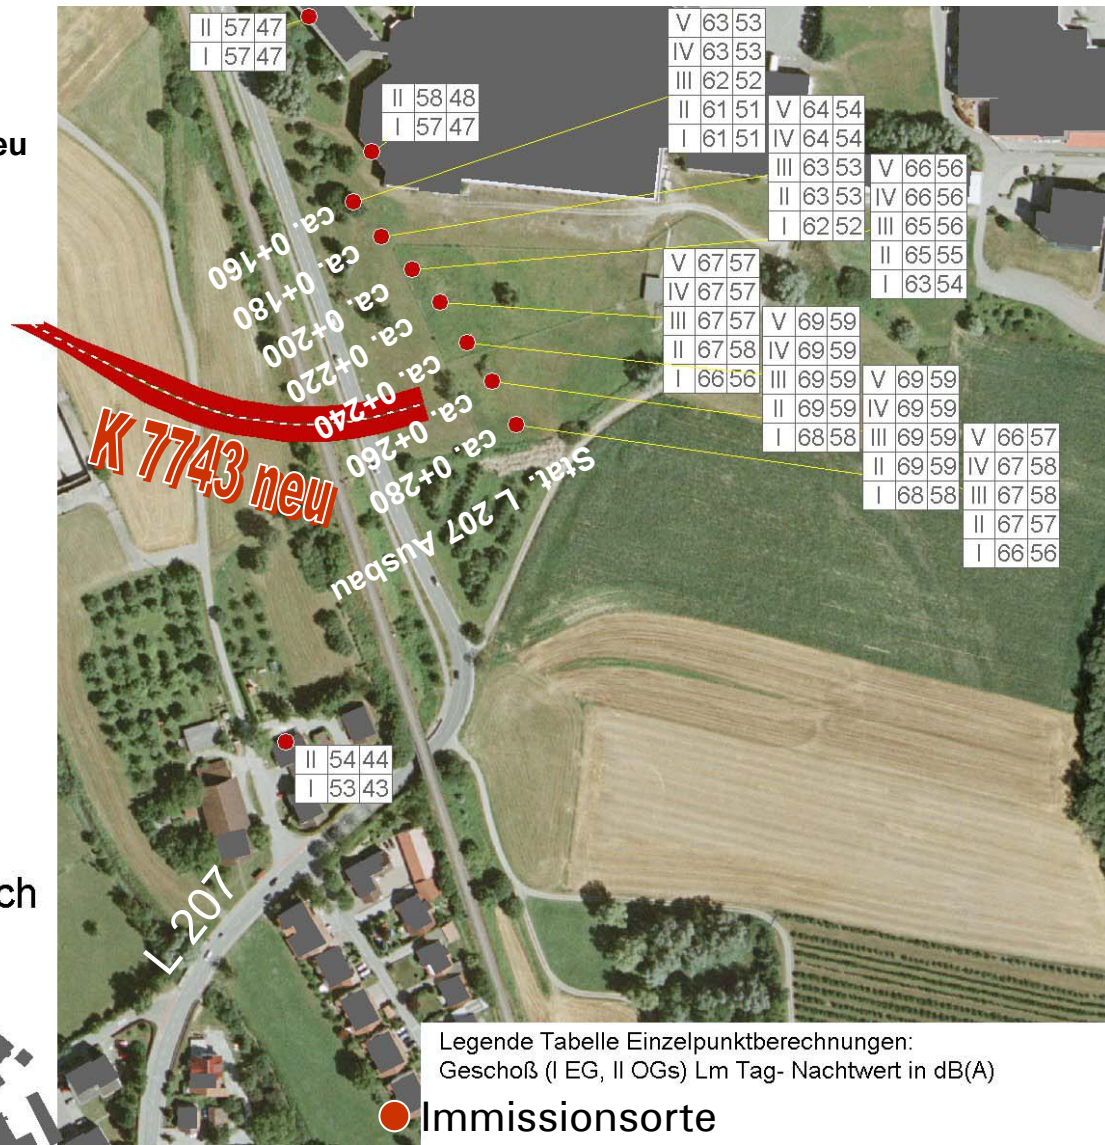 eu
II 57 47
I 57 47
II 58 48
I 57 47
V 63 53
IV 63 53
III 62 52
II 61 51
I 61 51
V 64 54
IV 64 54
III 63 53
II 63 53
I 62 52
V 66 56
IV 66 56
III 65 56
II 65 55
I 63 54
V 67 57
IV 67 57
III 67 57
II 67 58
I 66 56
V 69 59
IV 69 59
III 69 59
II 69 59
I 68 58
V 69 59
IV 69 59
III 69 59
II 69 59
I 68 58
V 66 57
IV 67 58
III 67 58
II 67 57
I 66 56
ca. 0+160
ca. 0+180
ca. 0+200
ca. 0+220
ca. 0+240
ca. 0+260
ca. 0+280
Stat. L 207 Ausbau
K 7743 neu
II 54 44
I 53 43
ch
L 207
Legende Tabelle Einzelpunktberechnungen:
Geschoß (I EG, II OGs) Lm Tag- Nachtwert in dB(A)
Immissionsorte